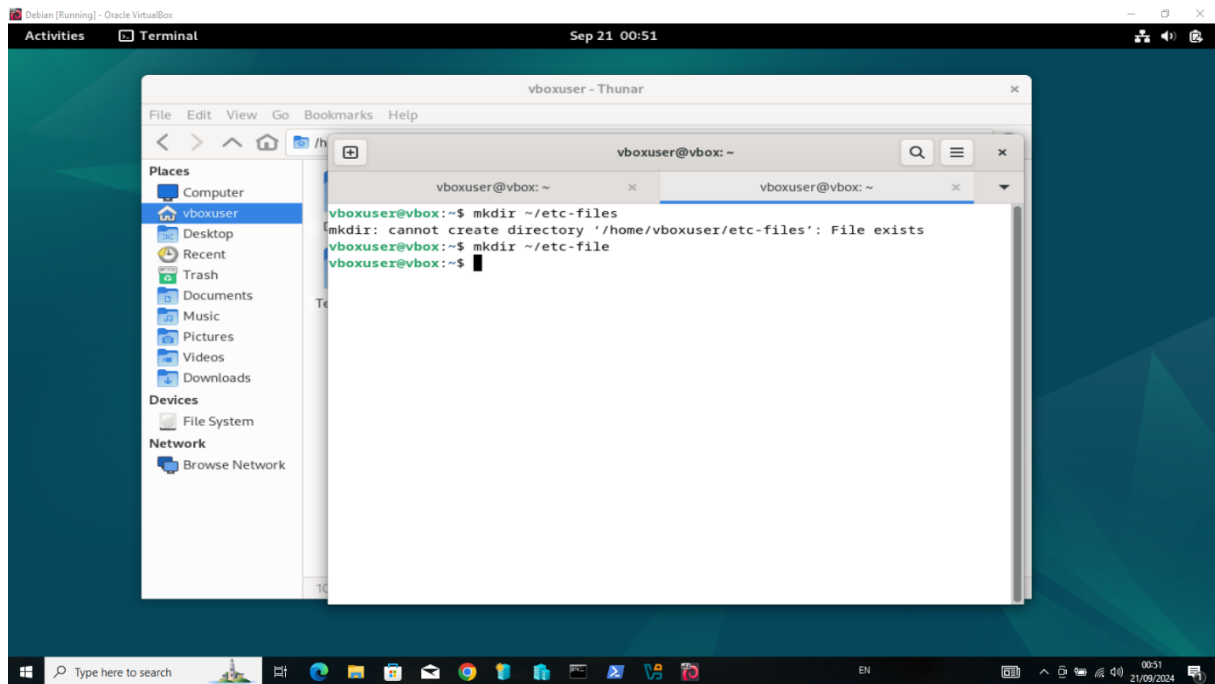 Debian [Running] - Oracle VirtualBox
Activities Terminal Sep 21 00:51
vboxuser - Thunar
File Edit View Go Bookmarks Help
/h
vboxuser@vbox: ~
vboxuser@vbox: ~ vboxuser@vbox: ~
Places
Computer
vboxuser
Desktop
Recent
Trash
Documents
Music
Pictures
Videos
Downloads
Devices
File System
Network
Browse Network
vboxuser@vbox:~$ mkdir ~/etc-files
mkdir: cannot create directory ‘/home/vboxuser/etc-files’: File exists
vboxuser@vbox:~$ mkdir ~/etc-file
vboxuser@vbox:~$
Te
10
Type here to search
EN
00:51
21/09/2024